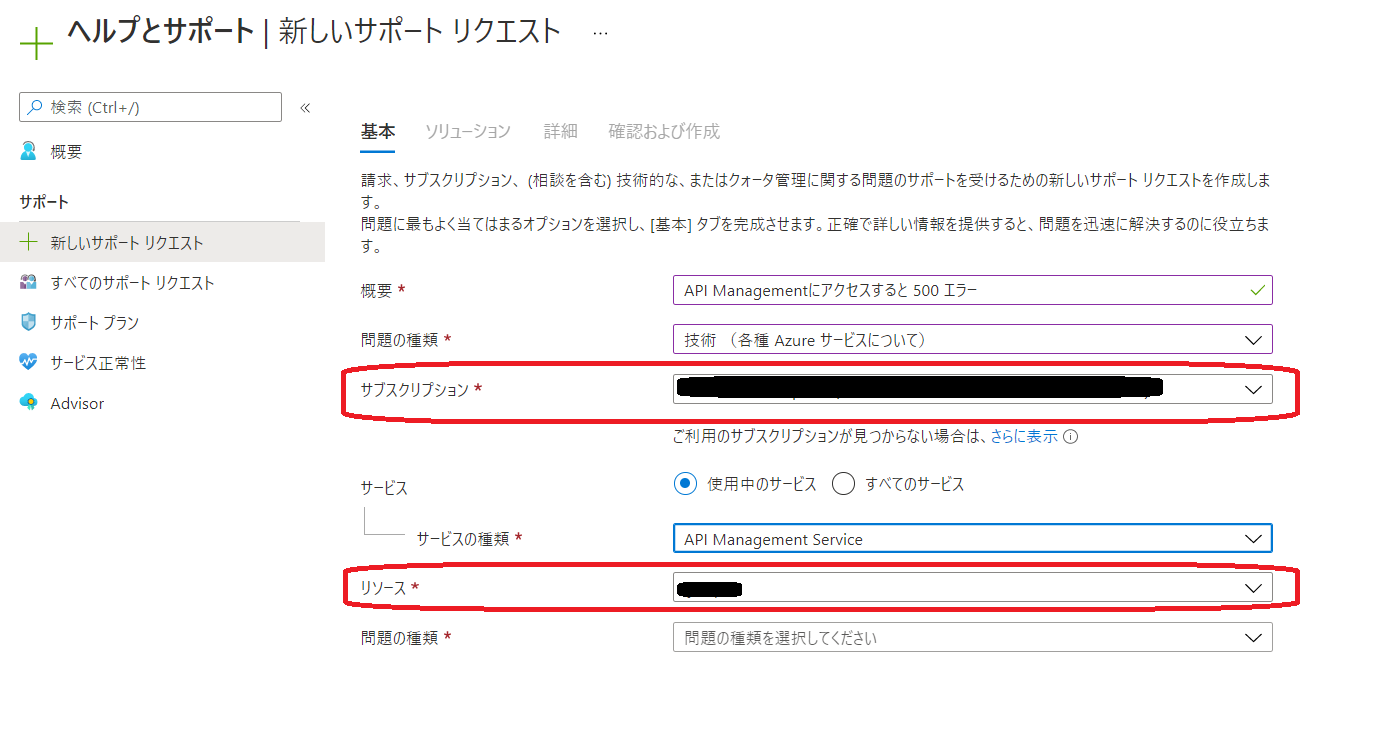 ヘルプとサポート | 新しいサポート リクエスト ...
検索 (Ctrl+/)
«
概要
サポート
新しいサポート リクエスト
すべてのサポート リクエスト
サポート プラン
サービス正常性
Advisor
基本 ソリューション 詳細 確認および作成
請求、サブスクリプション、(相談を含む) 技術的な、またはクォータ管理に関する問題のサポートを受けるための新しいサポート リクエストを作成しま
す。
問題に最もよく当てはまるオプションを選択し、[基本] タブを完成させます。正確で詳しい情報を提供すると、問題を迅速に解決するのに役立ちま
す。
概要 * API Managementにアクセスすると 500 エラー
問題の種類 * 技術 （各種 Azure サービスについて）
サブスクリプション *
ご利用のサブスクリプションが見つからない場合は、さらに表示
サービス 使用中のサービス すべてのサービス
サービスの種類 * API Management Service
リソース *
問題の種類 * 問題の種類を選択してください